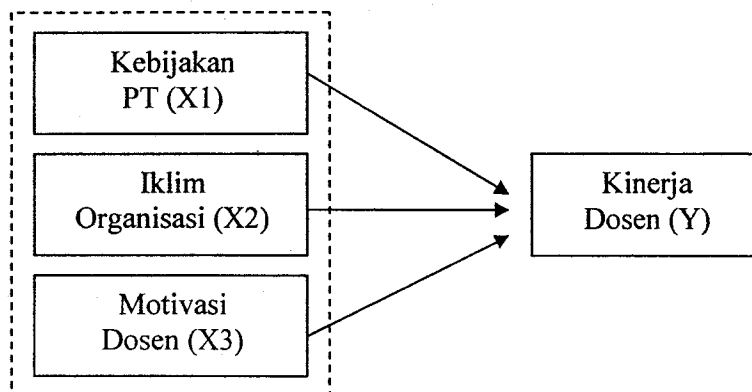 Kebijakan
PT (X1)
Iklim
Organisasi (X2)
Motivasi
Dosen (X3)
Kinerja
Dosen (Y)